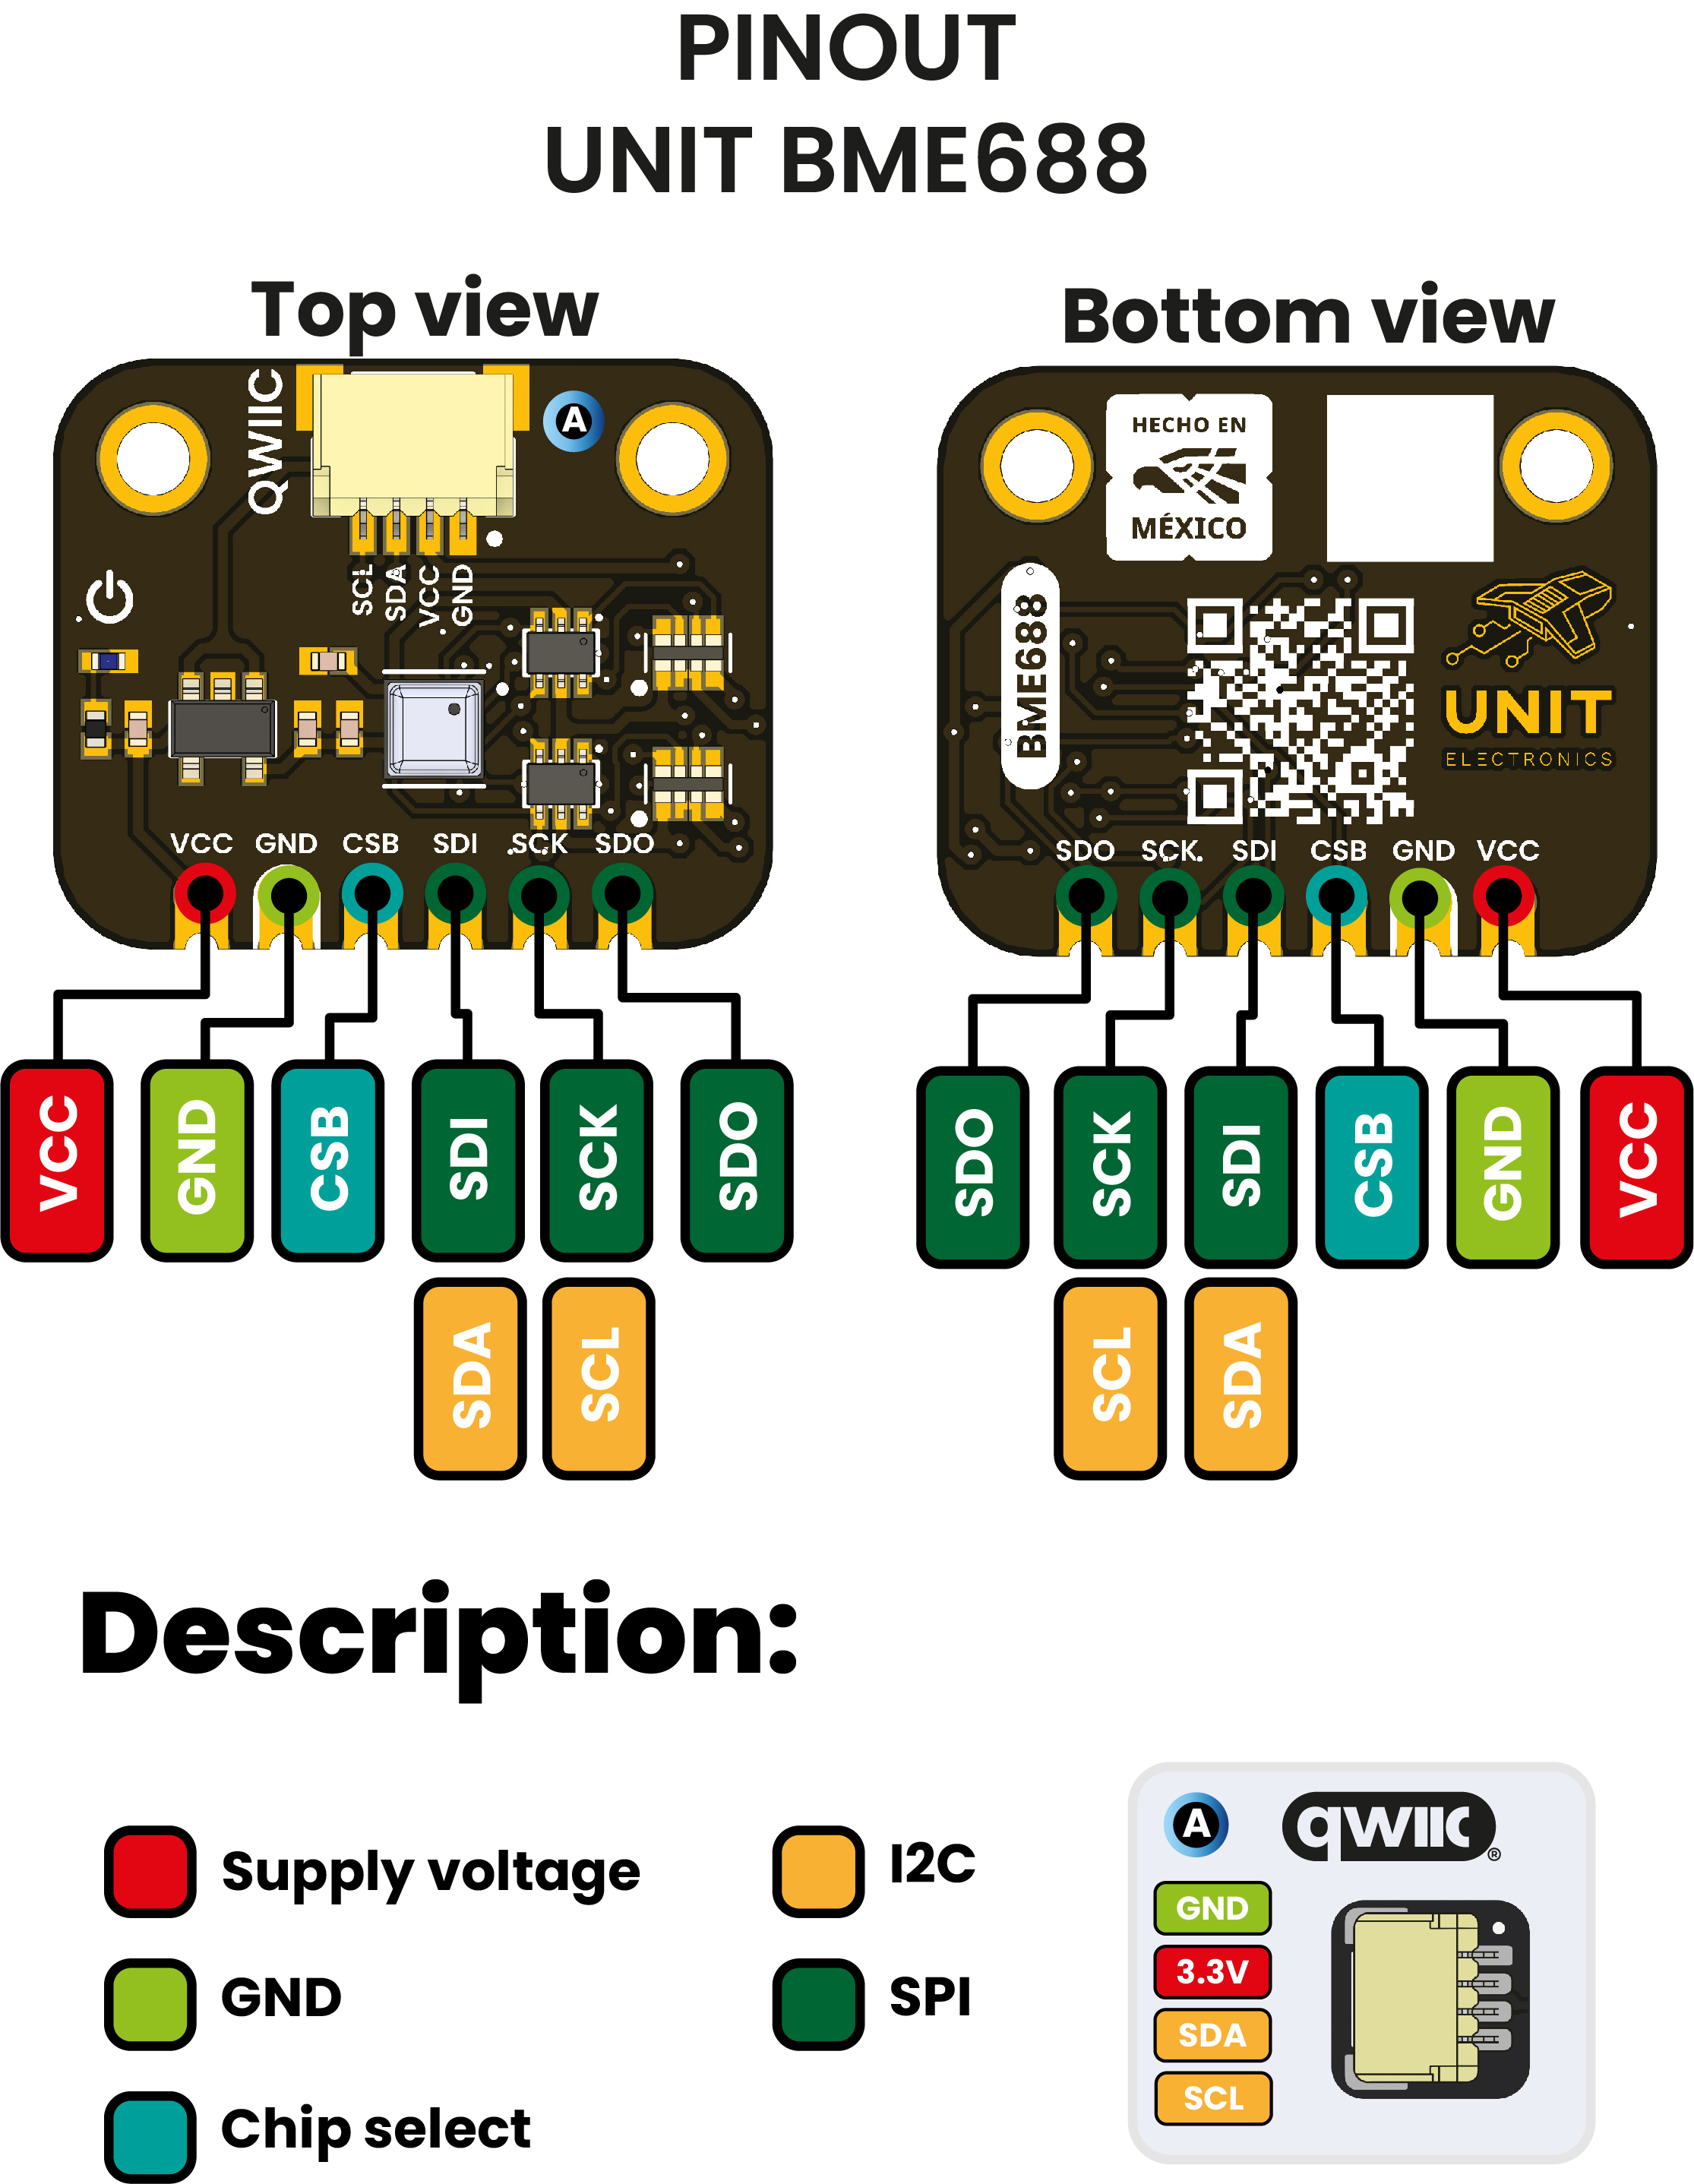 PINOUT
UNIT BME688
Top view
Bottom view
QWIIC
A
SCL
SDA
VCC
GND
VCC GND CSB SDI SCK SDO
HECHO EN
MÉXICO
BME688
UNIT
ELECTRONICS
SDO SCK SDI CSB GND VCC
VCC
GND
CSB
SDI
SCK
SDO
SDA
SCL
SDO
SCK
SDI
CSB
GND
VCC
SCL
SDA
Description:
Supply voltage
GND
Chip select
I2C
SPI
A
qwiic®
GND
3.3V
SDA
SCL